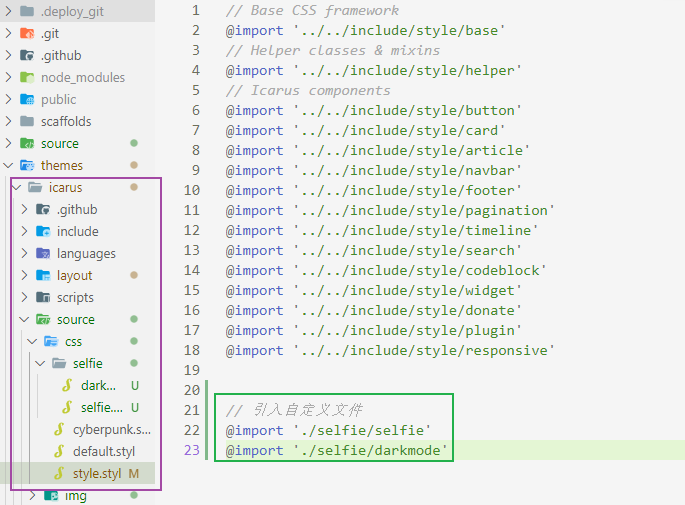 .deploy_git
.git
.github
node_modules
public
scaffolds
source
themes
icarus
.github
include
languages
layout
scripts
source
css
selfie
dark... U
selfie.... U
cyberpunk.s...
default.styl
style.styl M
img
1 // Base CSS framework
2 @import '../../include/style/base'
3 // Helper classes & mixins
4 @import '../../include/style/helper'
5 // Icarus components
6 @import '../../include/style/button'
7 @import '../../include/style/card'
8 @import '../../include/style/article'
9 @import '../../include/style/navbar'
10 @import '../../include/style/footer'
11 @import '../../include/style/pagination'
12 @import '../../include/style/timeline'
13 @import '../../include/style/search'
14 @import '../../include/style/codeblock'
15 @import '../../include/style/widget'
16 @import '../../include/style/donate'
17 @import '../../include/style/plugin'
18 @import '../../include/style/responsive'
19
20
21 // 引入自定义文件
22 @import './selfie/selfie'
23 @import './selfie/darkmode'